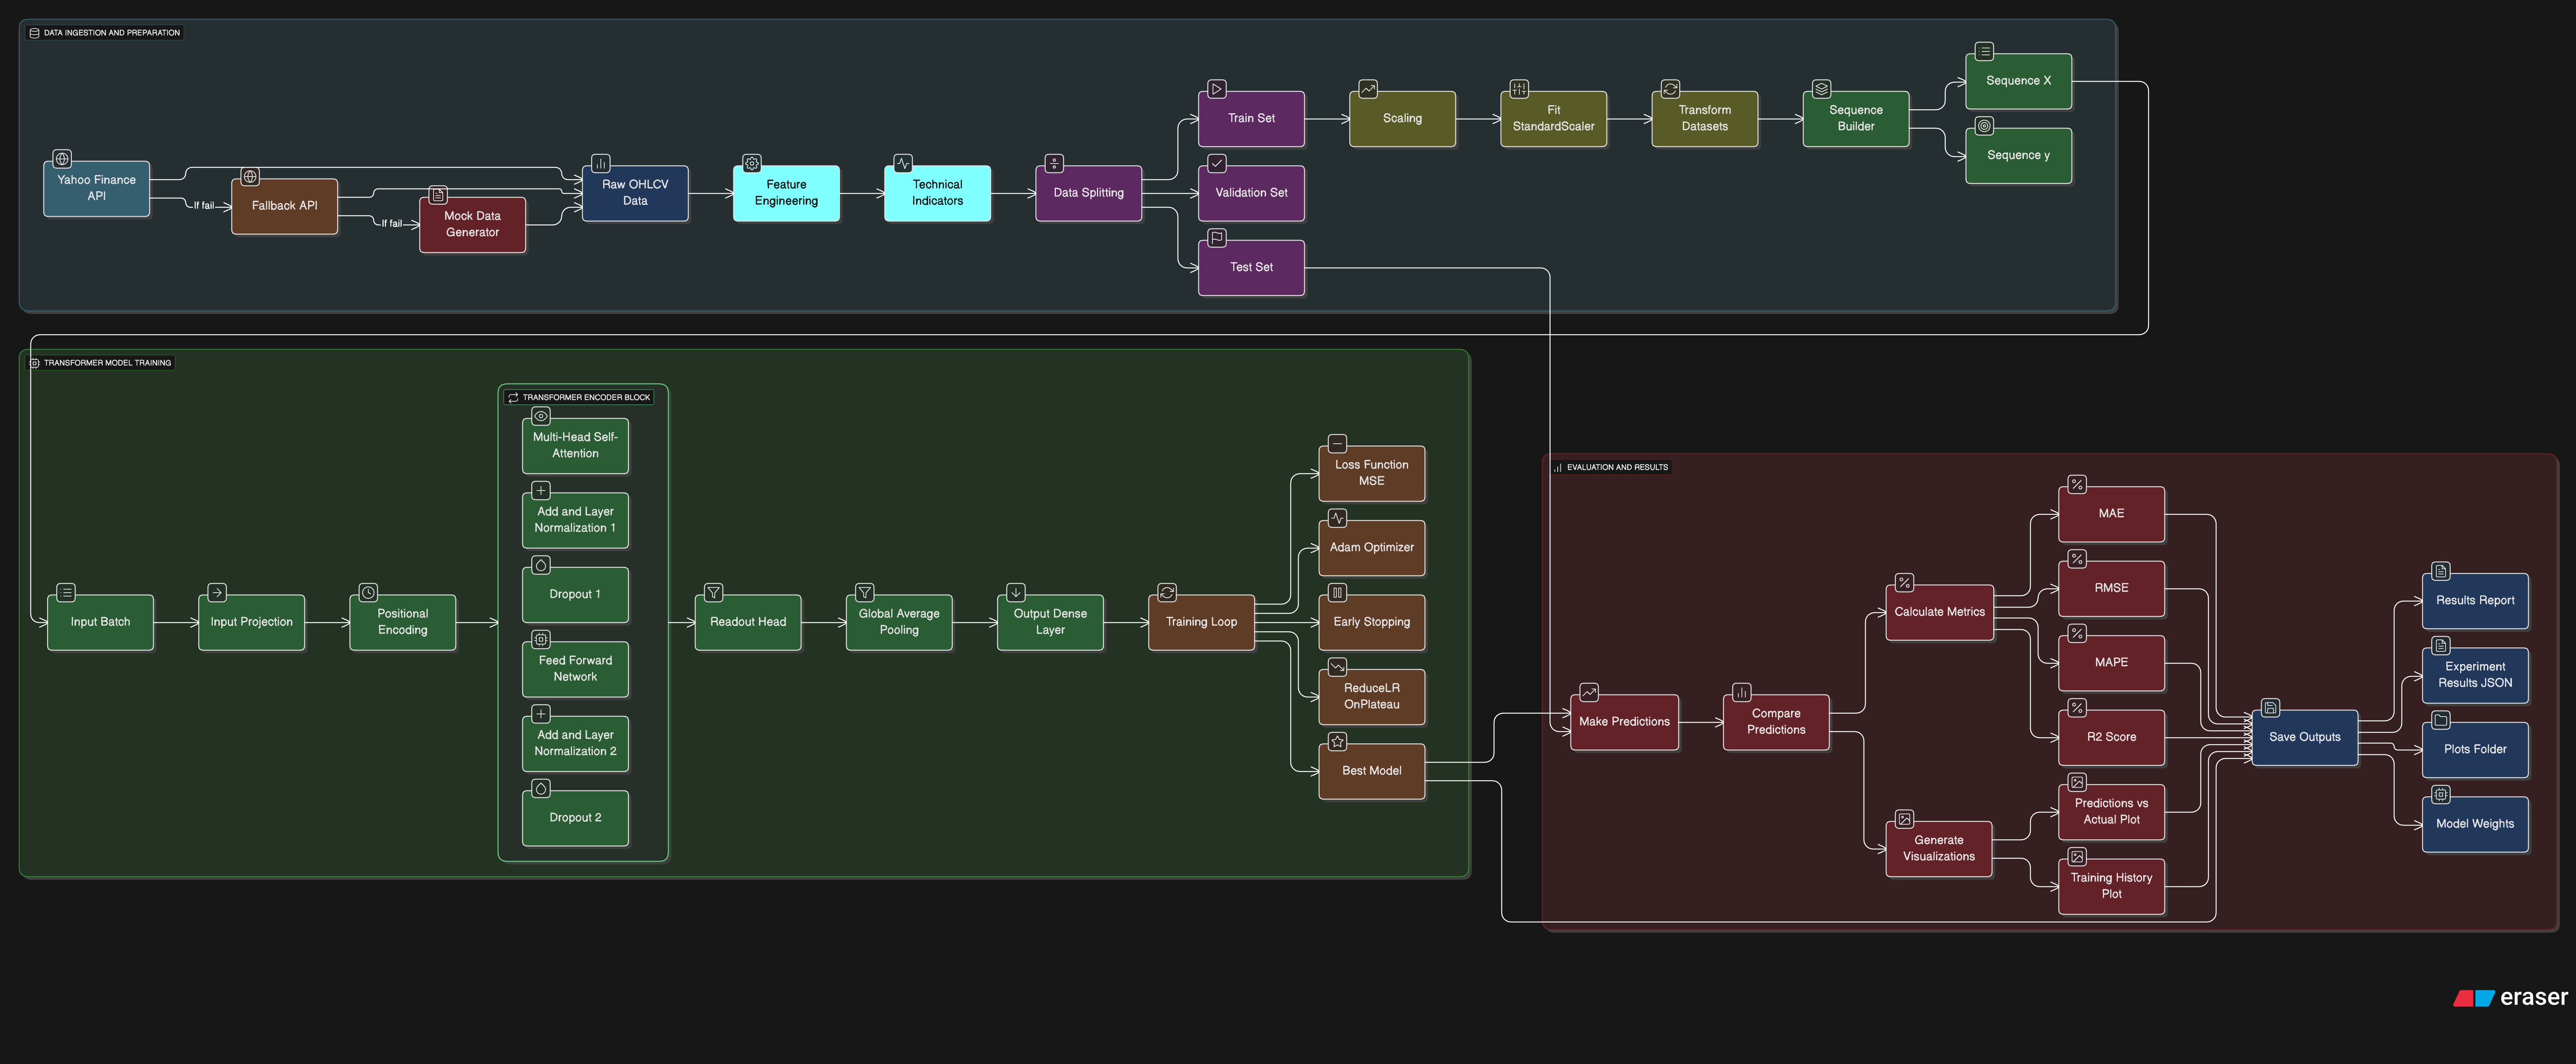 DATA INGESTION AND PREPARATION
Yahoo Finance
API
If fail
Fallback API
If fail
Mock Data
Generator
Raw OHLCV
Data
Feature
Engineering
Technical
Indicators
Data Splitting
Train Set
Validation Set
Test Set
Scaling
Fit
StandardScaler
Transform
Datasets
Sequence
Builder
Sequence X
Sequence y
TRANSFORMER MODEL TRAINING
Input Batch
Input Projection
Positional
Encoding
TRANSFORMER ENCODER BLOCK
Multi-Head Self-
Attention
Add and Layer
Normalization 1
Dropout 1
Feed Forward
Network
Add and Layer
Normalization 2
Dropout 2
Readout Head
Global Average
Pooling
Output Dense
Layer
Training Loop
Loss Function
MSE
Adam Optimizer
Early Stopping
ReduceLR
OnPlateau
Best Model
EVALUATION AND RESULTS
Make Predictions
Compare
Predictions
Calculate Metrics
Generate
Visualizations
MAE
RMSE
MAPE
R2 Score
Predictions vs
Actual Plot
Training History
Plot
Save Outputs
Results Report
Experiment
Results JSON
Plots Folder
Model Weights
eraser